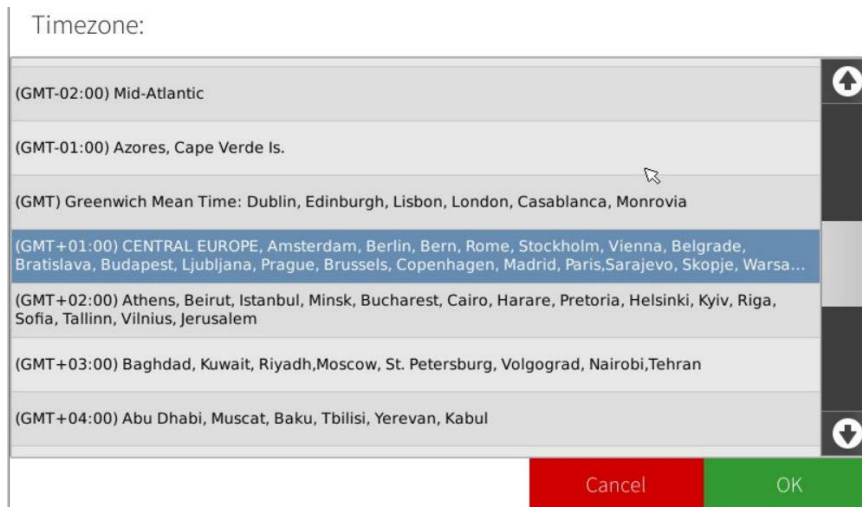 Timezone:
(GMT-02:00) Mid-Atlantic
(GMT-01:00) Azores, Cape Verde Is.
(GMT) Greenwich Mean Time: Dublin, Edinburgh, Lisbon, London, Casablanca, Monrovia
(GMT+01:00) CENTRAL EUROPE, Amsterdam, Berlin, Bern, Rome, Stockholm, Vienna, Belgrade,
Bratislava, Budapest, Ljubljana, Prague, Brussels, Copenhagen, Madrid, Paris,Sarajevo, Skopje, Warsa...
(GMT+02:00) Athens, Beirut, Istanbul, Minsk, Bucharest, Cairo, Harare, Pretoria, Helsinki, Kyiv, Riga,
Sofia, Tallinn, Vilnius, Jerusalem
(GMT+03:00) Baghdad, Kuwait, Riyadh,Moscow, St. Petersburg, Volgograd, Nairobi,Tehran
(GMT+04:00) Abu Dhabi, Muscat, Baku, Tbilisi, Yerevan, Kabul
Cancel OK